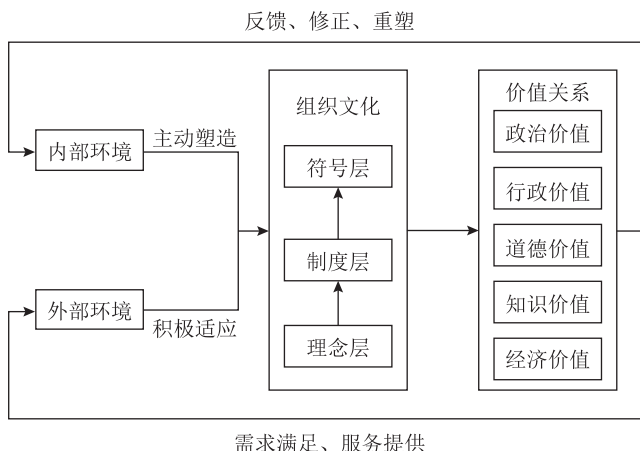 反馈、修正、重塑
内部环境
主动塑造
外部环境
积极适应
组织文化
符号层
制度层
理念层
价值关系
政治价值
行政价值
道德价值
知识价值
经济价值
需求满足、服务提供